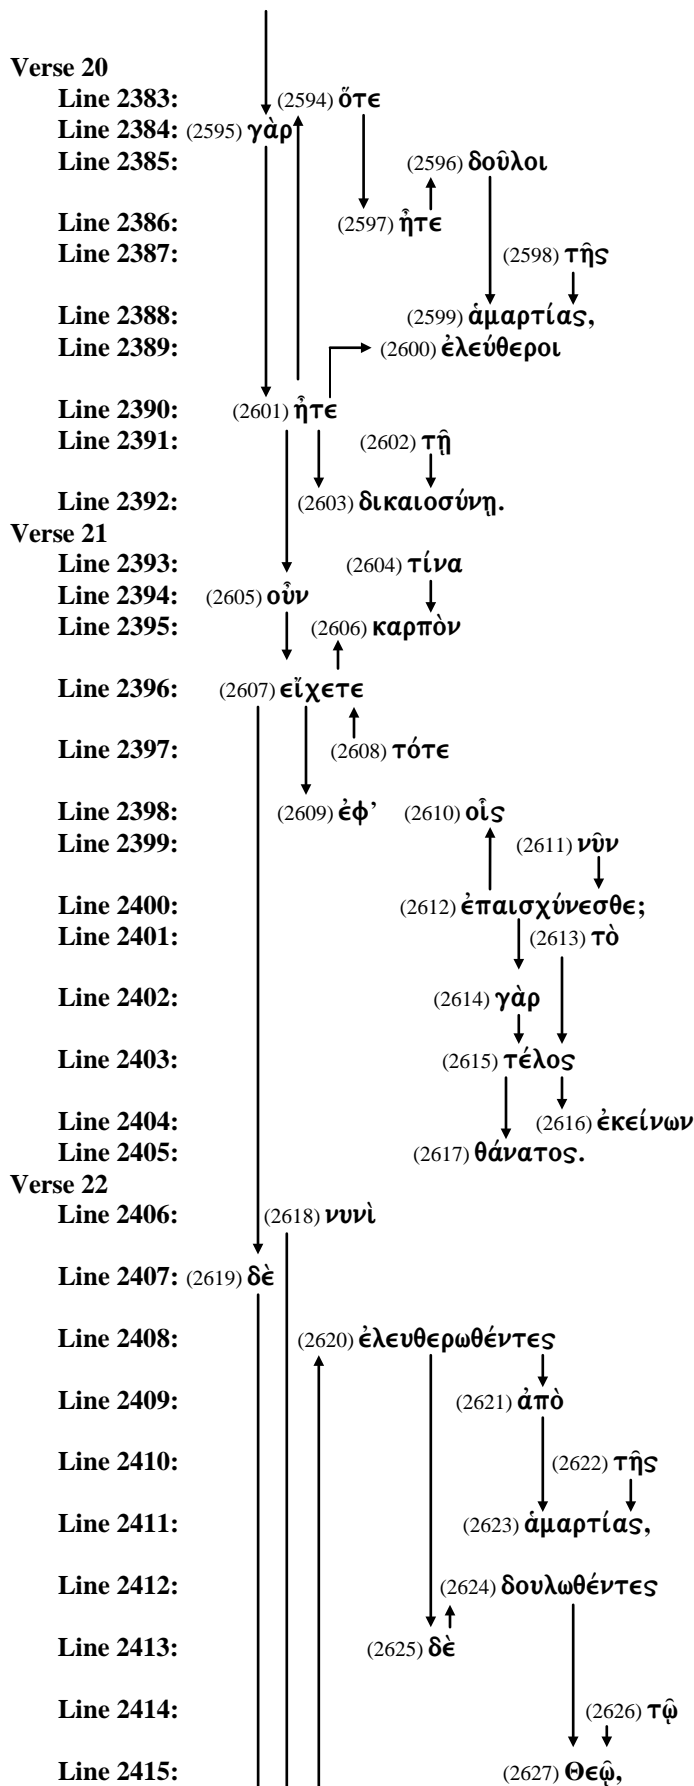 Verse 20
Line 2383: (2594) ὅτε
Line 2384: (2595) γὰρ
Line 2385: (2596) δοῦλοι
Line 2386: (2597) ἦτε
Line 2387: (2598) τῆς
Line 2388: (2599) ἁμαρτίας,
Line 2389: (2600) ἐλεύθεροι
Line 2390: (2601) ἦτε
Line 2391: (2602) τῇ
Line 2392: (2603) δικαιοσύνῃ.
Verse 21
Line 2393: (2604) τίνα
Line 2394: (2605) οὖν
Line 2395: (2606) καρπὸν
Line 2396: (2607) εἴχετε
Line 2397: (2608) τότε
Line 2398: (2609) ἐφ’ (2610) οἷς
Line 2399: (2611) νῦν
Line 2400: (2612) ἐπαισχύνεσθε;
Line 2401: (2613) τὸ
Line 2402: (2614) γὰρ
Line 2403: (2615) τέλος
Line 2404: (2616) ἐκείνων
Line 2405: (2617) θάνατος.
Verse 22
Line 2406: (2618) νυνὶ
Line 2407: (2619) δὲ
Line 2408: (2620) ἐλευθερωθέντες
Line 2409: (2621) ἀπὸ
Line 2410: (2622) τῆς
Line 2411: (2623) ἁμαρτίας,
Line 2412: (2624) δουλωθέντες
Line 2413: (2625) δὲ
Line 2414: (2626) τῷ
Line 2415: (2627) Θεῷ,